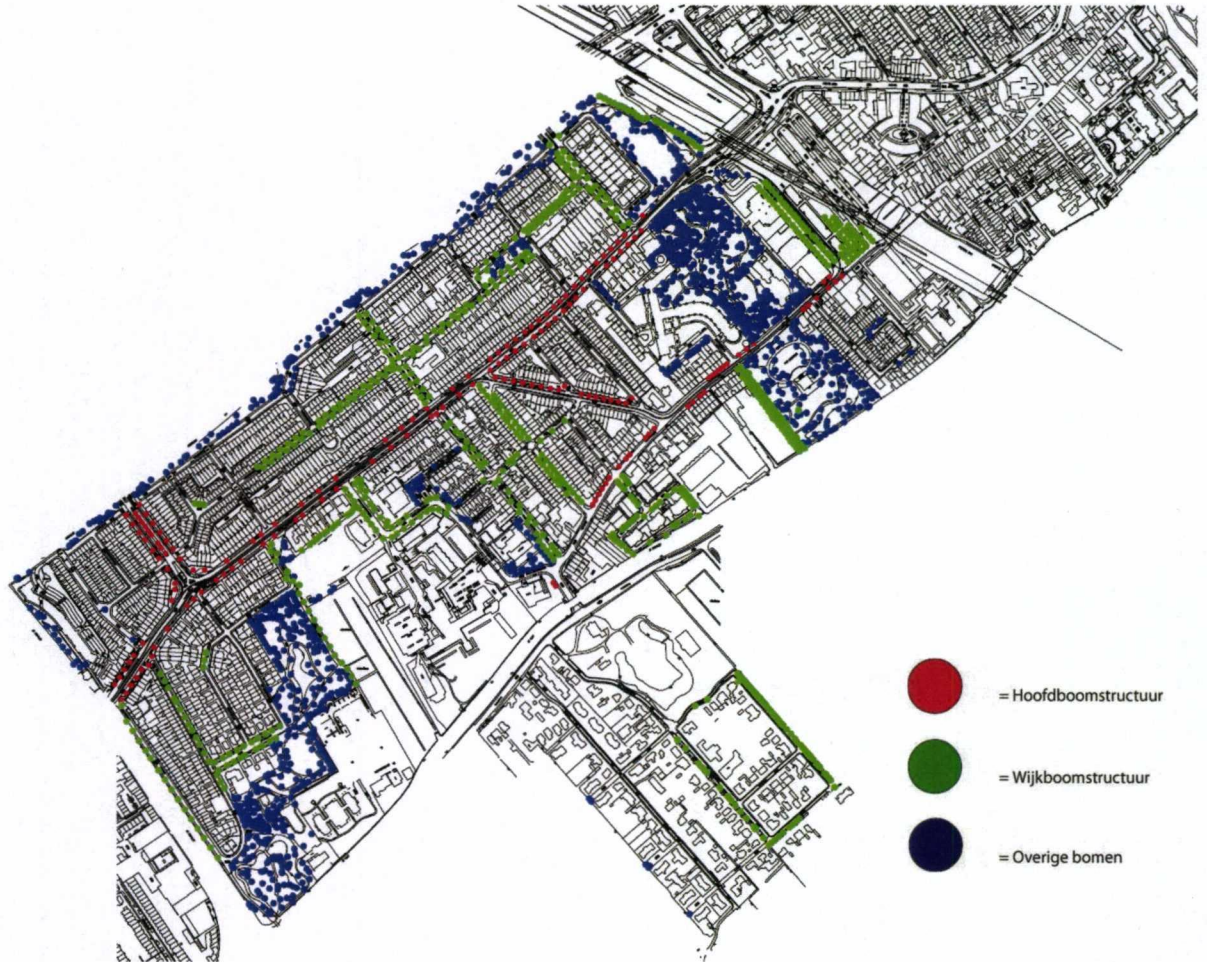 = Hoofdboomstructuur
= Wijkboomstructuur
= Overige bomen